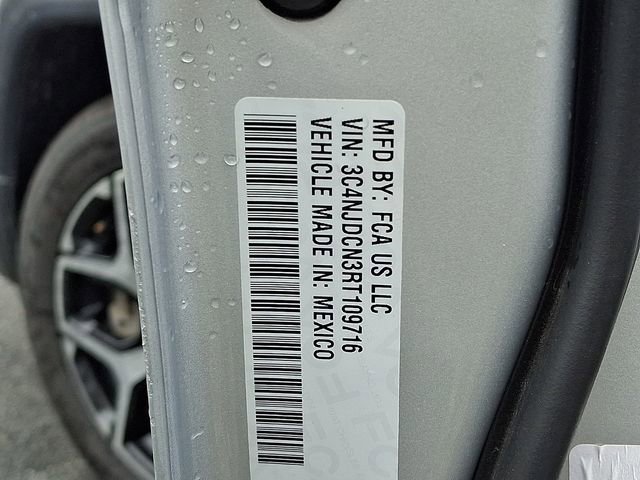 MFD BY: FCA US LLC
VIN: 3C4NJDCN3RT109716
VEHICLE MADE IN: MEXICO